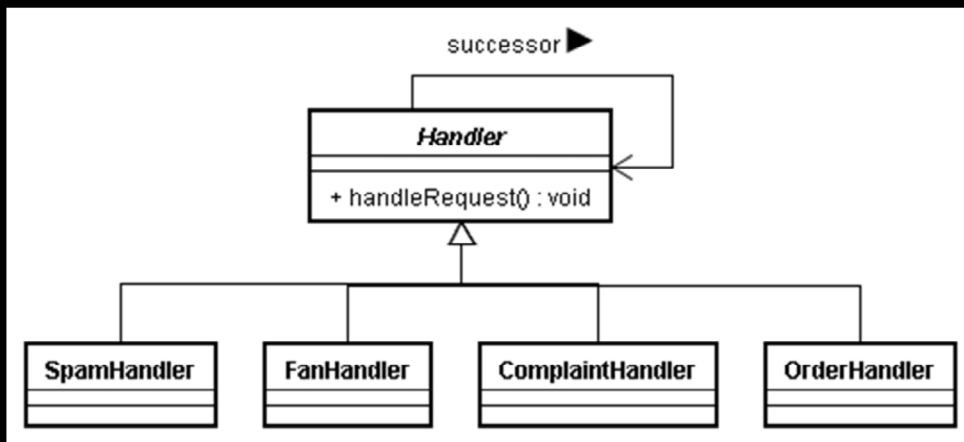 successor ▶
Handler
+ handleRequest() : void
SpamHandler
FanHandler
ComplaintHandler
OrderHandler